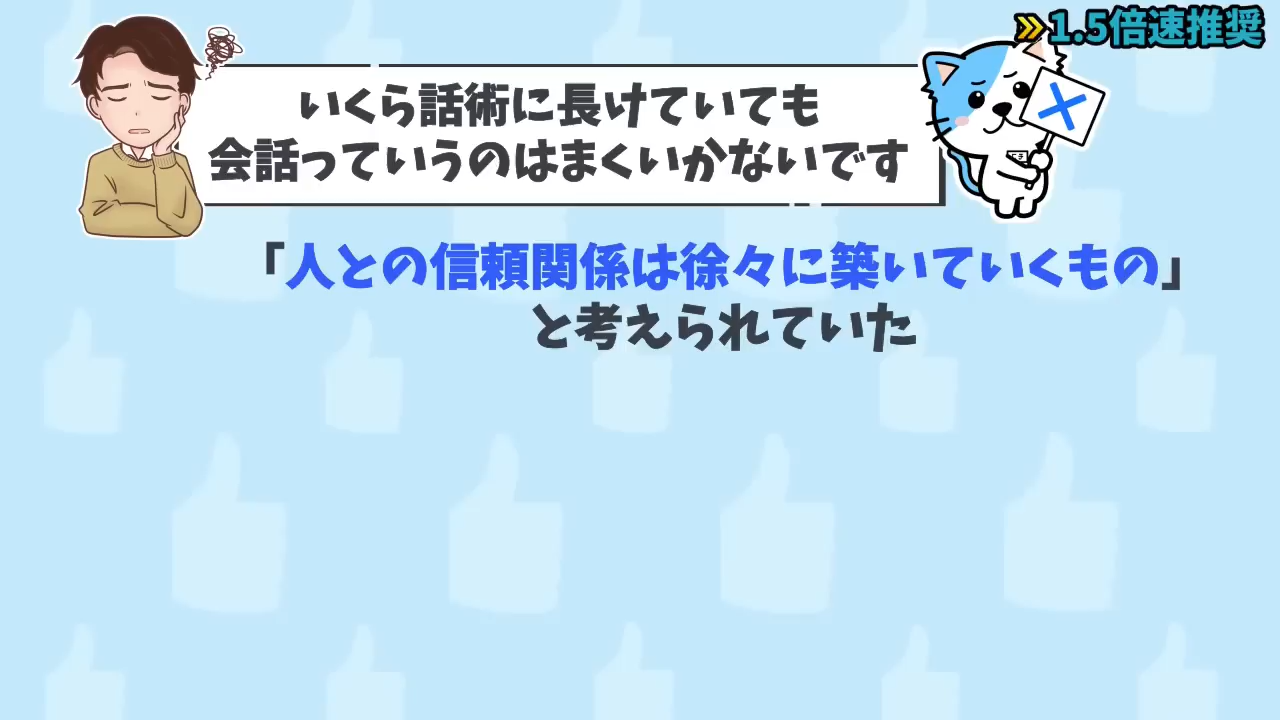 1.5倍速推奨
いくら話術に長けていても
会話っていうのはまくいかないです
「人との信頼関係は徐々に築いていくもの」
と考えられていた